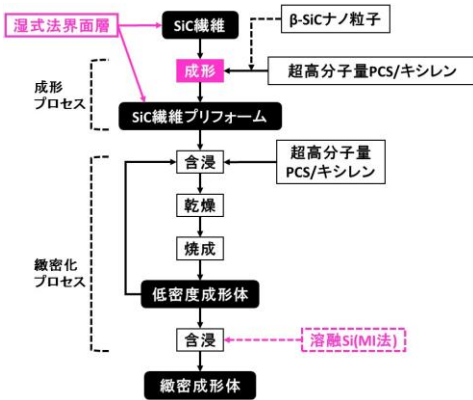 湿式法界面層
SiC繊維
β-SiCナノ粒子
成形
超高分子量PCS/キシレン
成形
プロセス
SiC繊維プリフォーム
含浸
超高分子量
PCS/キシレン
乾燥
焼成
緻密化
プロセス
低密度成形体
含浸
溶融Si(MI法)
緻密成形体